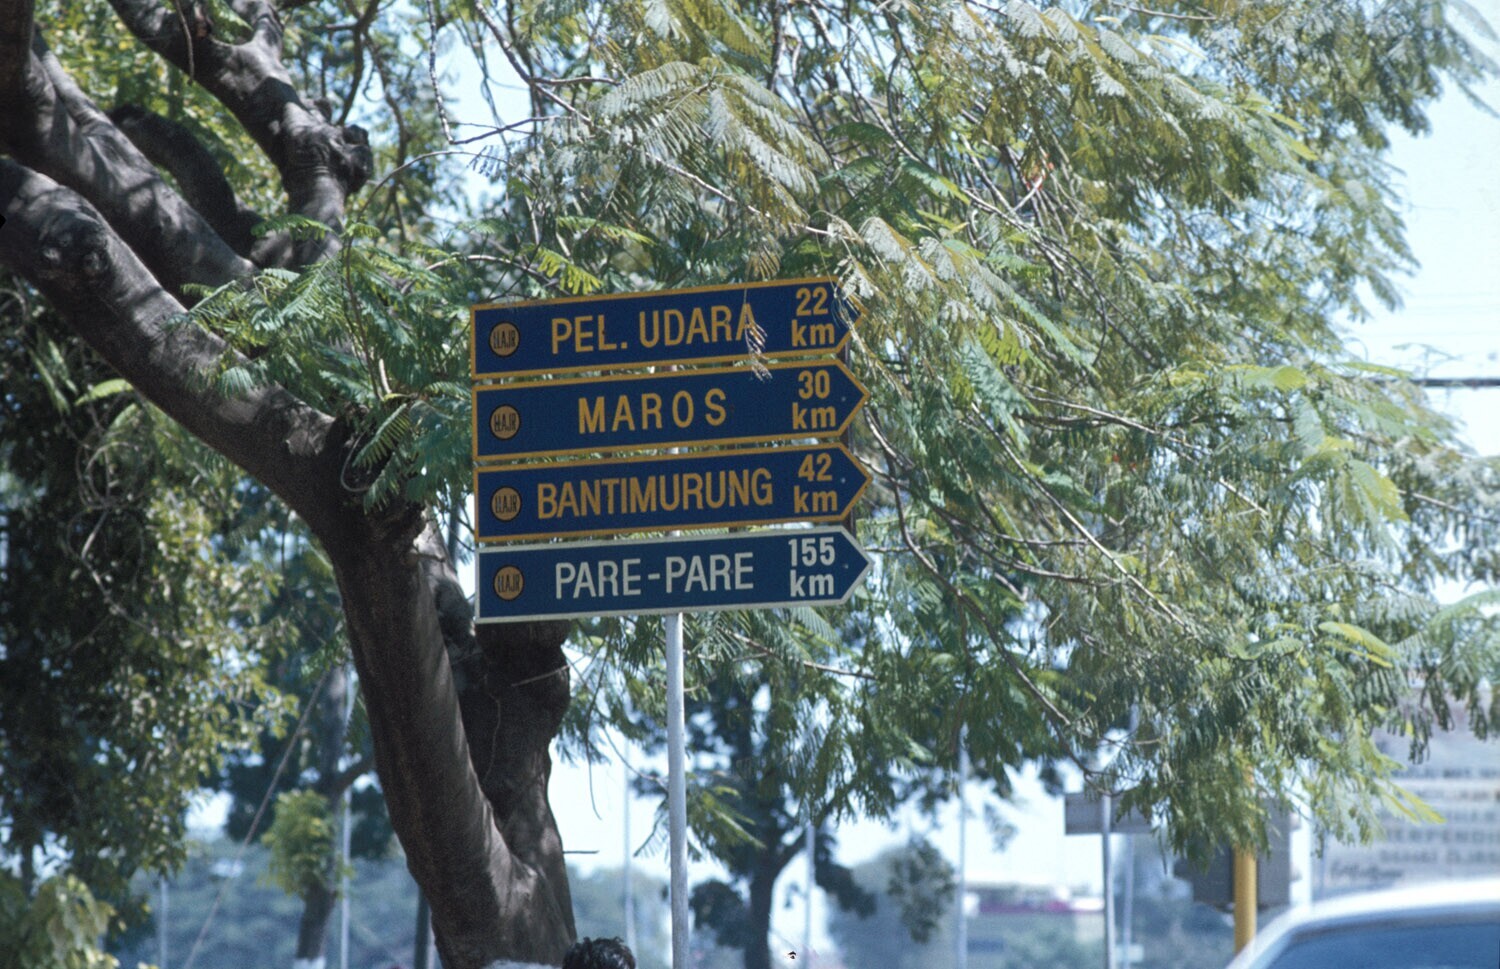 PEL. UDARA 22 km
MAROS 30 km
BANTIMURUNG 42 km
PARE-PARE 155 km